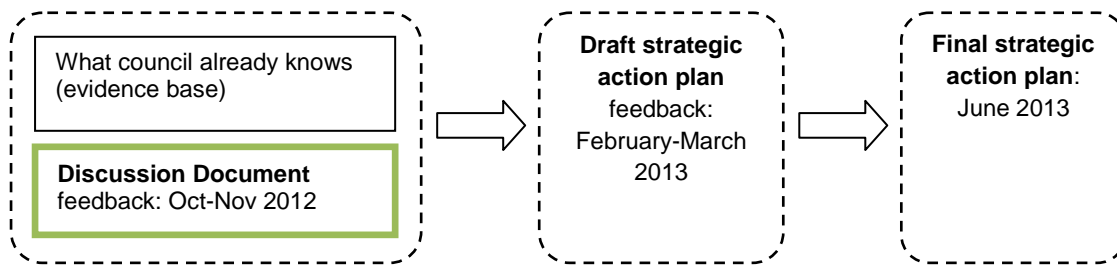 What council already knows
(evidence base)
Discussion Document
feedback: Oct-Nov 2012
Draft strategic
action plan
feedback:
February-March
2013
Final strategic
action plan:
June 2013